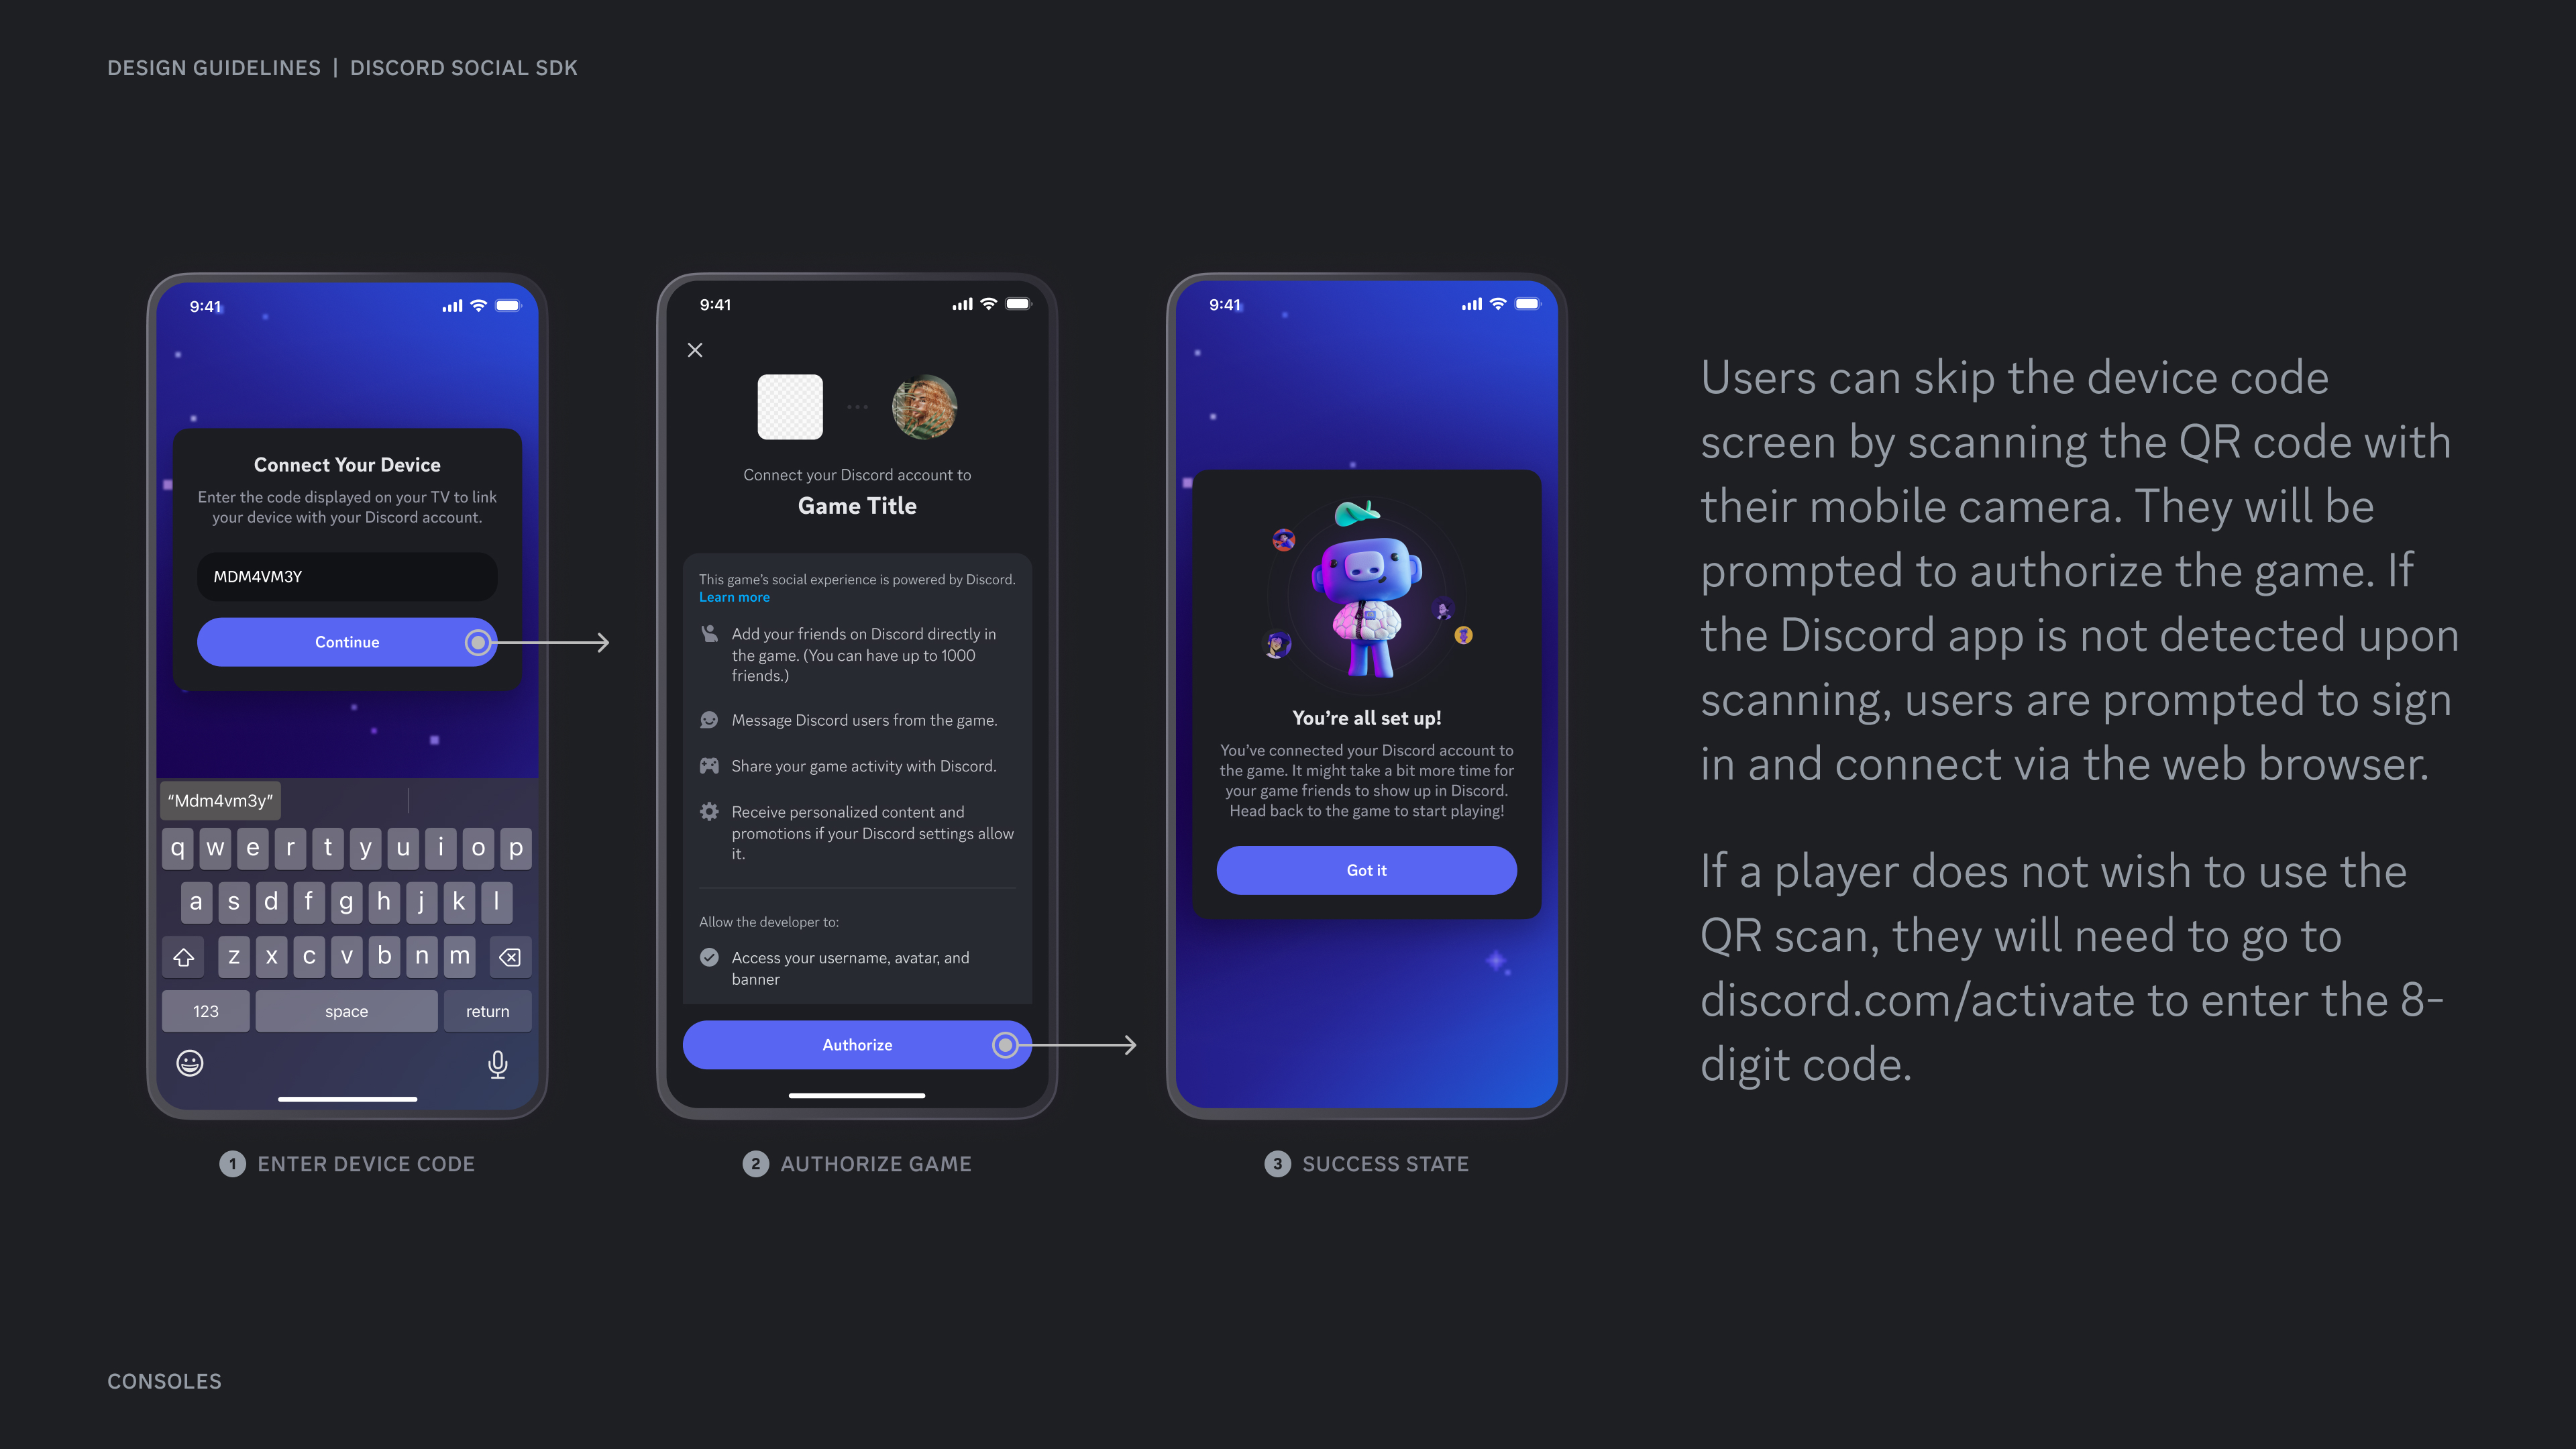 DESIGN GUIDELINES | DISCORD SOCIAL SDK
9:41
Connect Your Device
Enter the code displayed on your TV to link
your device with your Discord account.
MDM4VM3Y
Continue
“Mdm4vm3y”
q w e r t y u i o p
a s d f g h j k l
z x c v b n m
123 space return
1 ENTER DEVICE CODE
9:41
Connect your Discord account to
Game Title
This game’s social experience is powered by Discord.
Learn more
Add your friends on Discord directly in
the game. (You can have up to 1000
friends.)
Message Discord users from the game.
Share your game activity with Discord.
Receive personalized content and
promotions if your Discord settings allow
it.
Allow the developer to:
Access your username, avatar, and
banner
Authorize
2 AUTHORIZE GAME
9:41
You’re all set up!
You’ve connected your Discord account to
the game. It might take a bit more time for
your game friends to show up in Discord.
Head back to the game to start playing!
Got it
3 SUCCESS STATE
Users can skip the device code
screen by scanning the QR code with
their mobile camera. They will be
prompted to authorize the game. If
the Discord app is not detected upon
scanning, users are prompted to sign
in and connect via the web browser.
If a player does not wish to use the
QR scan, they will need to go to
discord.com/activate to enter the 8-
digit code.
CONSOLES